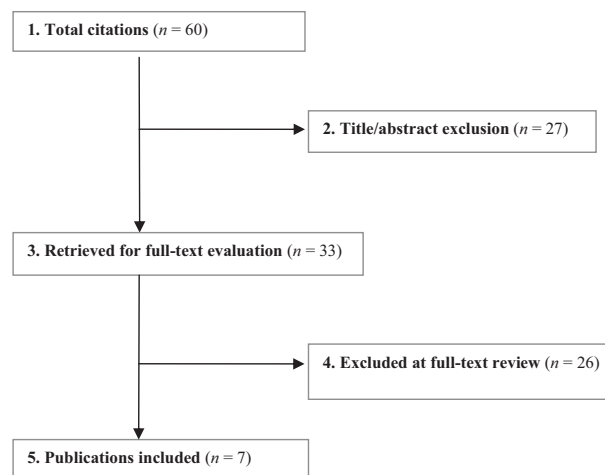 1. Total citations (n = 60)
2. Title/abstract exclusion (n = 27)
3. Retrieved for full-text evaluation (n = 33)
4. Excluded at full-text review (n = 26)
5. Publications included (n = 7)